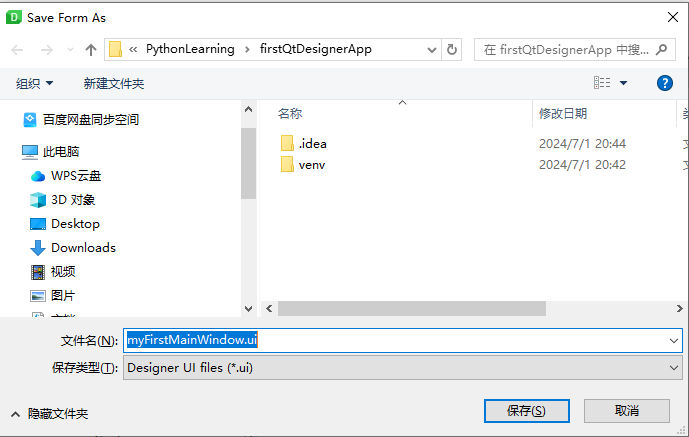 Save Form As
« PythonLearning › firstQtDesignerApp
在 firstQtDesignerApp 中搜...
组织 新建文件夹
?
名称 修改日期
百度网盘同步空间
.idea 2024/7/1 20:44
此电脑
venv 2024/7/1 20:42
WPS云盘
3D 对象
Desktop
Downloads
视频
图片
文件名(N): myFirstMainWindow.ui
保存类型(T): Designer UI files (*.ui)
隐藏文件夹 保存(S) 取消